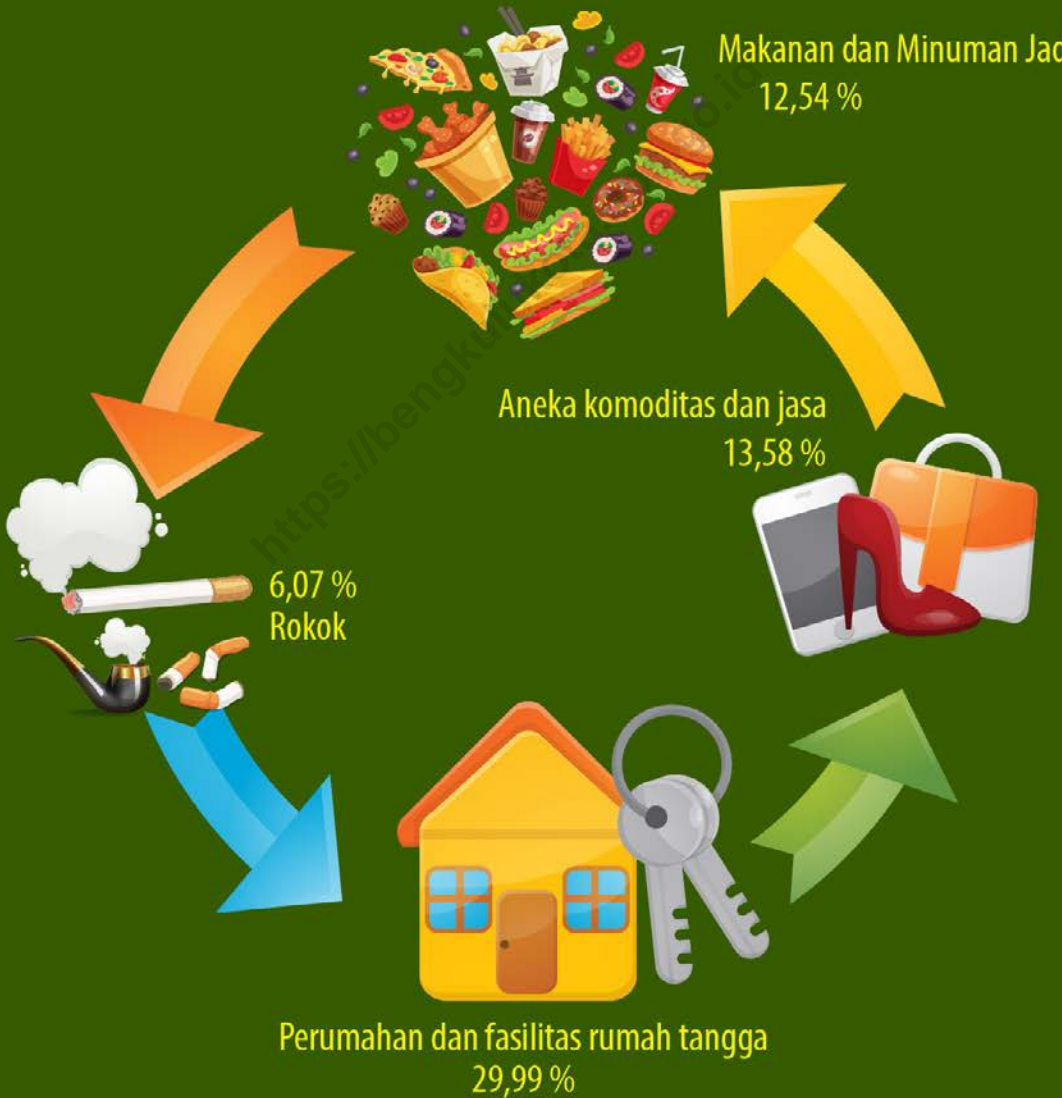 Makanan dan Minuman Jad
12,54 %
Aneka komoditas dan jasa
13,58 %
6,07 %
Rokok
Perumahan dan fasilitas rumah tangga
29,99 %